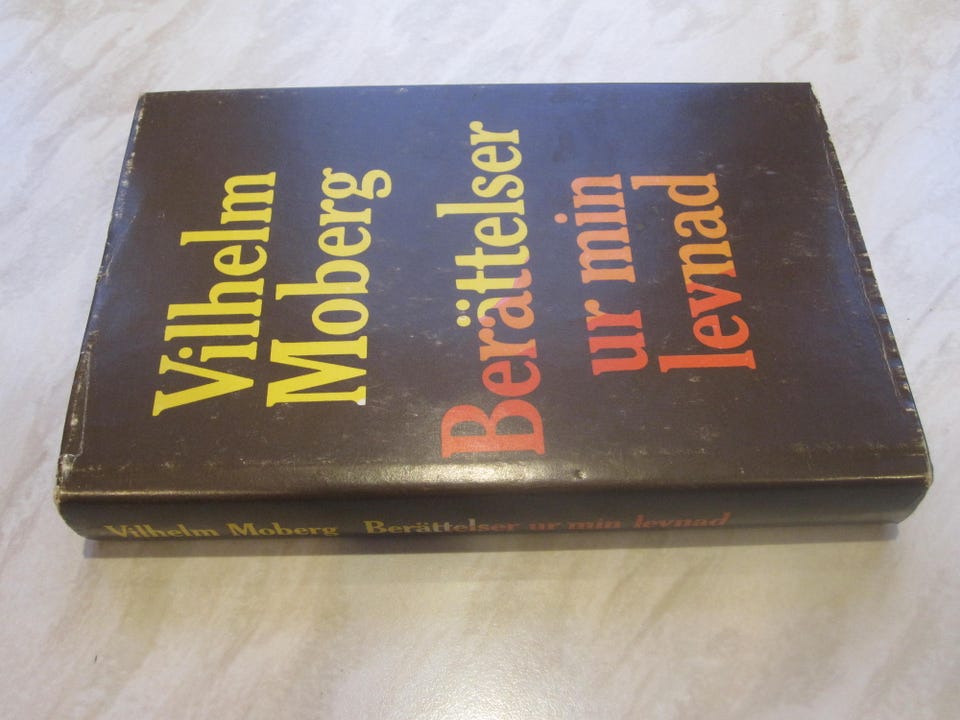 Vilhelm
Moberg
Berättelser
ur min
levnad
Vilhelm Moberg Berättelser ur min levnad